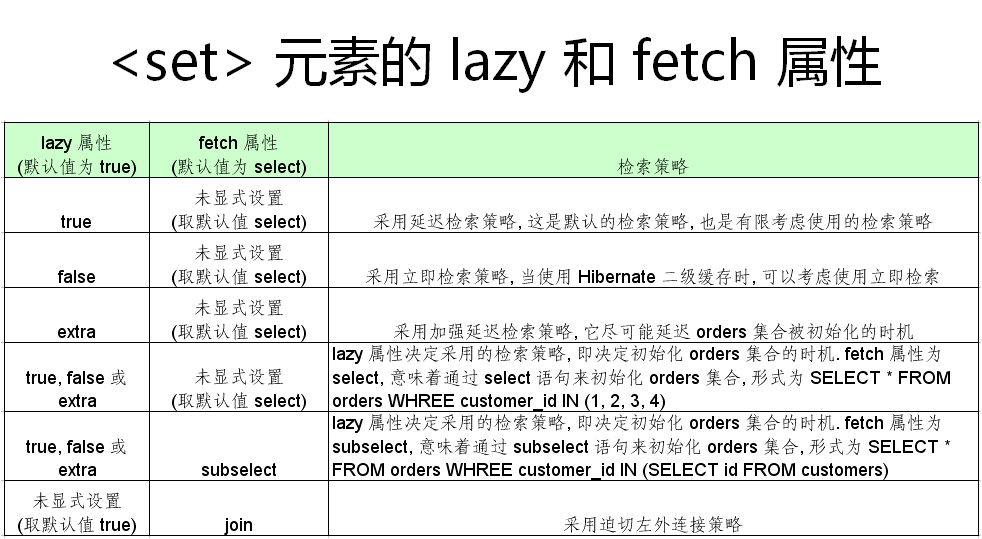 <set> 元素的 lazy 和 fetch 属性
lazy 属性
(默认值为 true)
fetch 属性
(默认值为 select)
检索策略
true
未显式设置
(取默认值 select)
采用延迟检索策略, 这是默认的检索策略, 也是有限考虑使用的检索策略
false
未显式设置
(取默认值 select)
采用立即检索策略, 当使用 Hibernate 二级缓存时, 可以考虑使用立即检索
extra
未显式设置
(取默认值 select)
采用加强延迟检索策略, 它尽可能延迟 orders 集合被初始化的时机
true, false 或
extra
未显式设置
(取默认值 select)
lazy 属性决定采用的检索策略, 即决定初始化 orders 集合的时机. fetch 属性为
select, 意味着通过 select 语句来初始化 orders 集合, 形式为 SELECT * FROM
orders WHREE customer_id IN (1, 2, 3, 4)
true, false 或
extra
subselect
lazy 属性决定采用的检索策略, 即决定初始化 orders 集合的时机. fetch 属性为
subselect, 意味着通过 subselect 语句来初始化 orders 集合, 形式为 SELECT *
FROM orders WHREE customer_id IN (SELECT id FROM customers)
未显式设置
(取默认值 true)
join
采用迫切左外连接策略